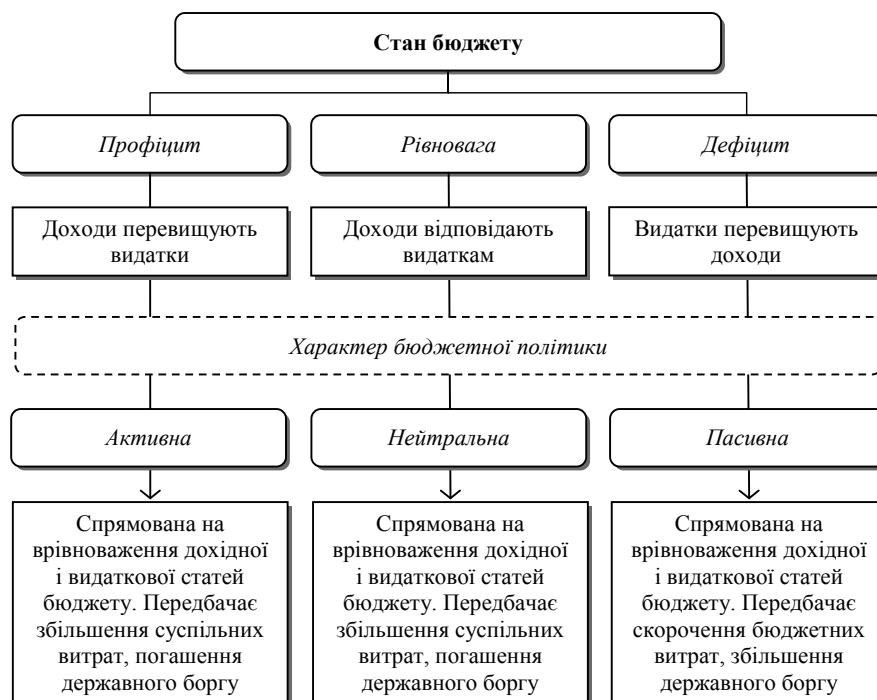 Стан бюджету
Профіцит
Рівновага
Дефіцит
Доходи перевищують
видатки
Доходи відповідають
видаткам
Видатки перевищують
доходи
Характер бюджетної політики
Активна
Нейтральна
Пасивна
Спрямована на
врівноваження дохідної
і видаткової статей
бюджету. Передбачає
збільшення суспільних
витрат, погашення
державного боргу
Спрямована на
врівноваження дохідної
і видаткової статей
бюджету. Передбачає
збільшення суспільних
витрат, погашення
державного боргу
Спрямована на
врівноваження дохідної
і видаткової статей
бюджету. Передбачає
скорочення бюджетних
витрат, збільшення
державного боргу